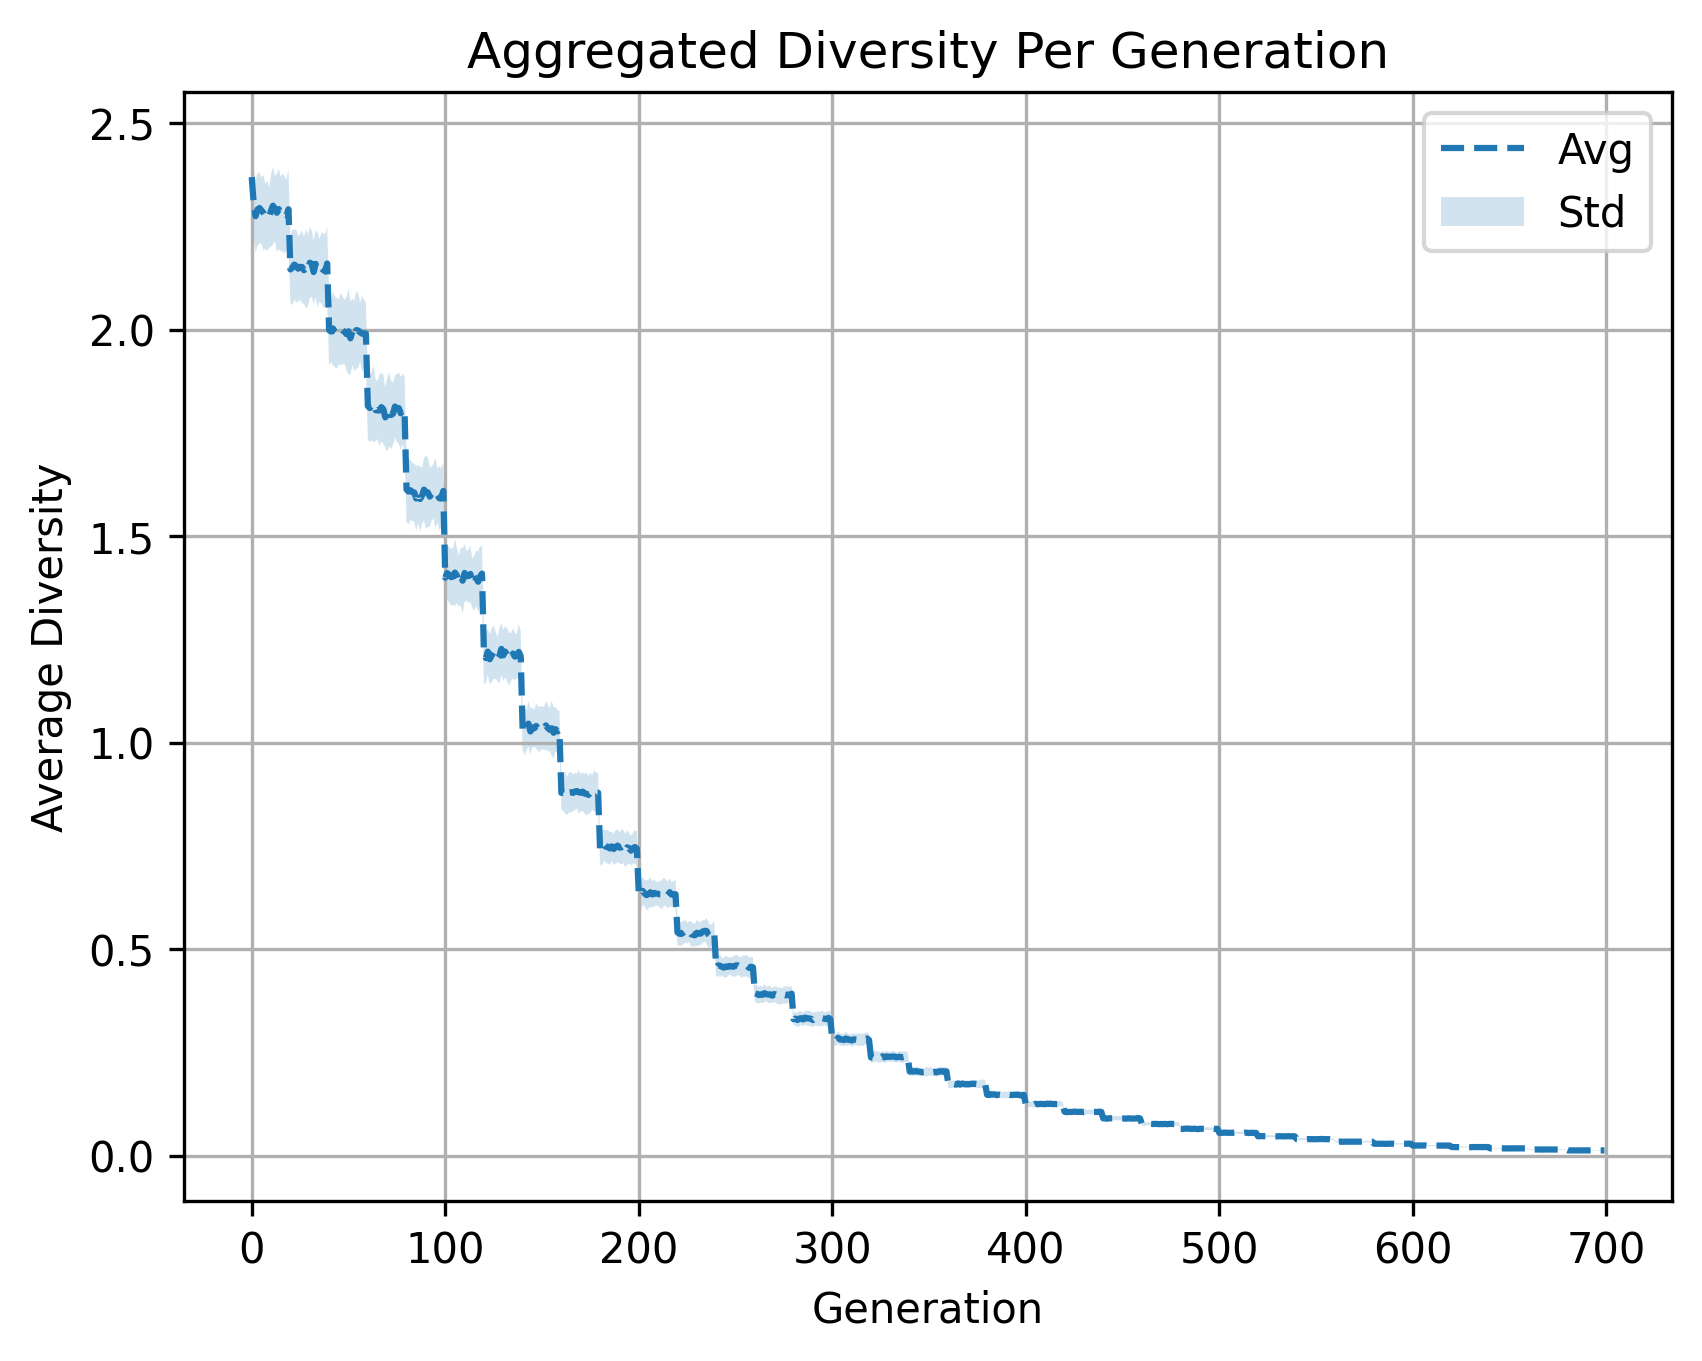 Aggregated Diversity Per Generation
2.5
2.0
1.5
1.0
0.5
0.0
Average Diversity
Avg
Std
0 100 200 300 400 500 600 700
Generation